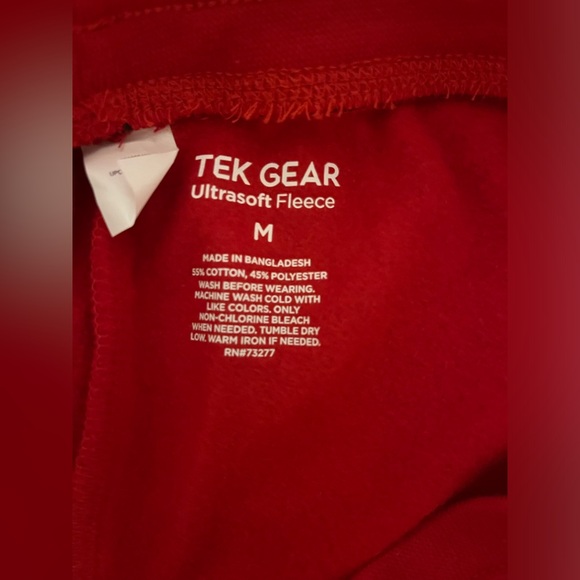 TEK GEAR
Ultrasoft Fleece
M
MADE IN BANGLADESH
55% COTTON, 45% POLYESTER
WASH BEFORE WEARING.
MACHINE WASH COLD WITH
LIKE COLORS. ONLY
NON-CHLORINE BLEACH
WHEN NEEDED. TUMBLE DRY
LOW. WARM IRON IF NEEDED.
RN#73277
UPC